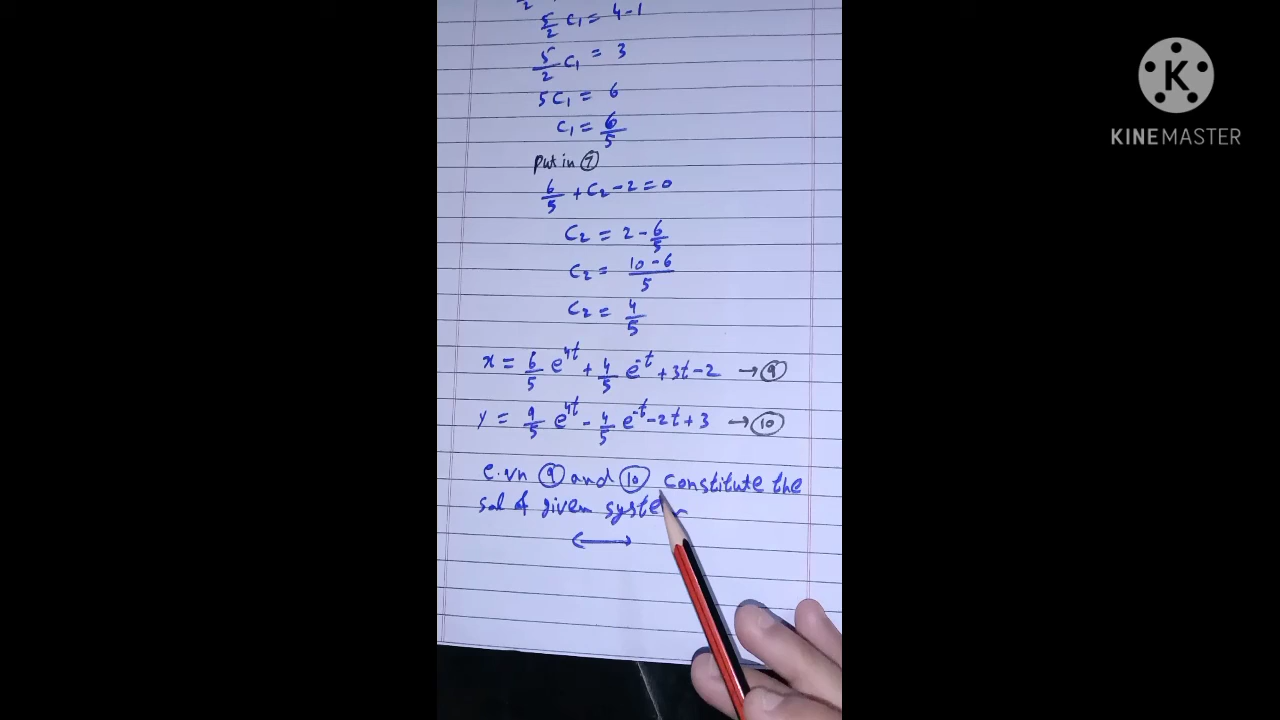 5/2 C₁ = 4-1
5/2 C₁ = 3
5C₁ = 6
C₁ = 6/5
Put in ⑦
6/5 + C₂ - 2 = 0
C₂ = 2 - 6/5
C₂ = 10-6/5
C₂ = 4/5
x = 6/5 e^4t + 4/5 e^-t + 3t - 2 → ⑨
y = 9/5 e^4t - 4/5 e^-t - 2t + 3 → ⑩
⑨ and ⑩ constitute the
sol of given system
KINEMASTER